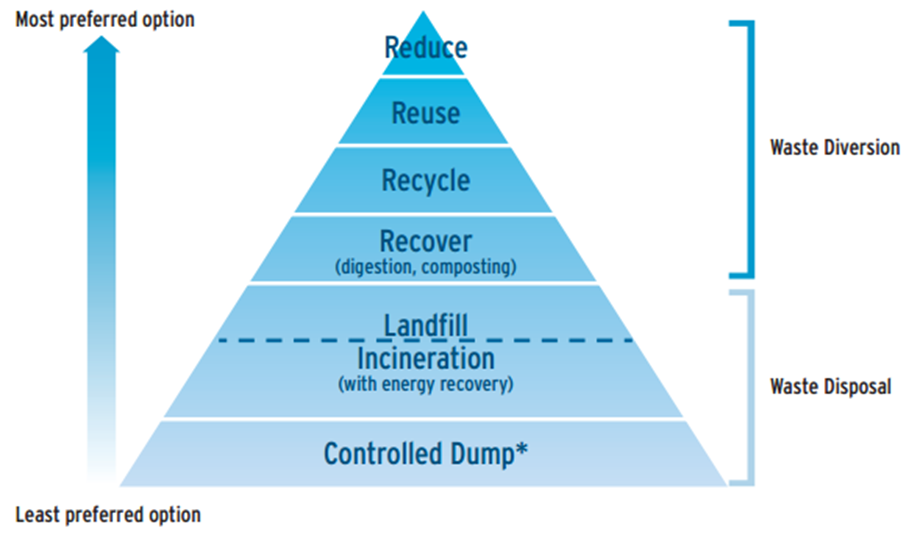 Most preferred option
Reduce
Reuse
Waste Diversion
Recycle
Recover
(digestion, composting)
Landfill
Incineration
(with energy recovery)
Waste Disposal
Controlled Dump*
Least preferred option